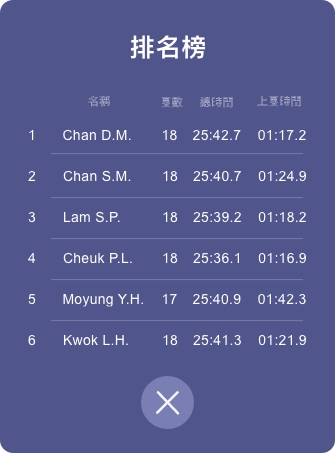 排名榜
名稱 臺數 總時間 上臺時間
1 Chan D.M. 18 25:42.7 01:17.2
2 Chan S.M. 18 25:40.7 01:24.9
3 Lam S.P. 18 25:39.2 01:18.2
4 Cheuk P.L. 18 25:36.1 01:16.9
5 Moyung Y.H. 17 25:40.9 01:42.3
6 Kwok L.H. 18 25:41.3 01:21.9